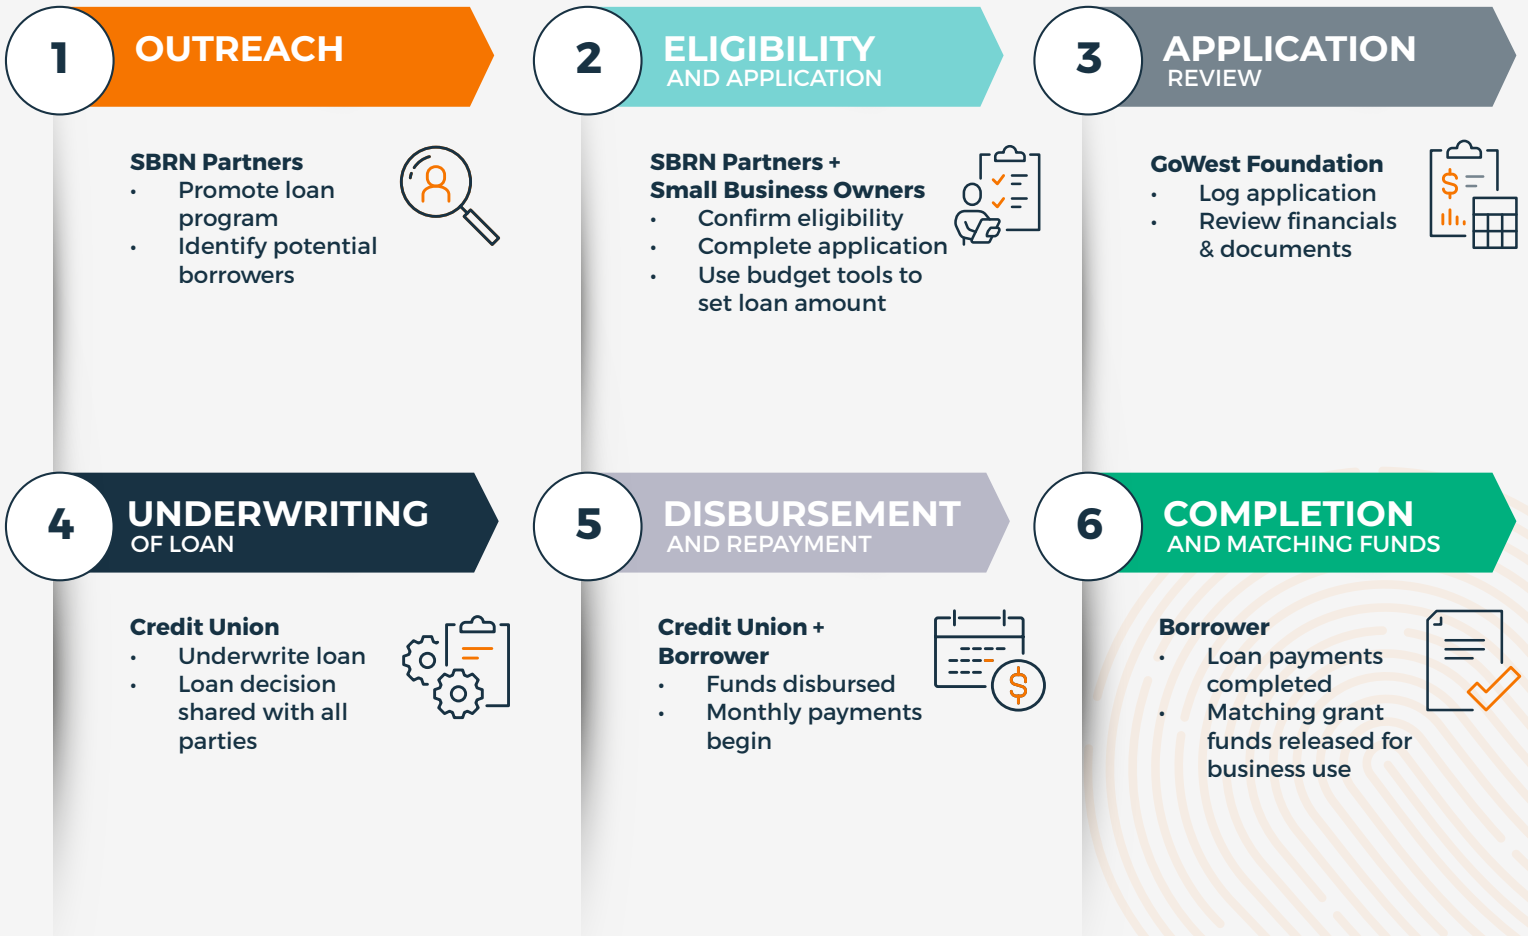 1
OUTREACH
SBRN Partners
• Promote loan
program
• Identify potential
borrowers
2
ELIGIBILITY
AND APPLICATION
SBRN Partners +
Small Business Owners
• Confirm eligibility
• Complete application
• Use budget tools to
set loan amount
3
APPLICATION
REVIEW
GoWest Foundation
• Log application
• Review financials
& documents
4
UNDERWRITING
OF LOAN
Credit Union
• Underwrite loan
• Loan decision
shared with all
parties
5
DISBURSEMENT
AND REPAYMENT
Credit Union +
Borrower
• Funds disbursed
• Monthly payments
begin
6
COMPLETION
AND MATCHING FUNDS
Borrower
• Loan payments
completed
• Matching grant
funds released for
business use